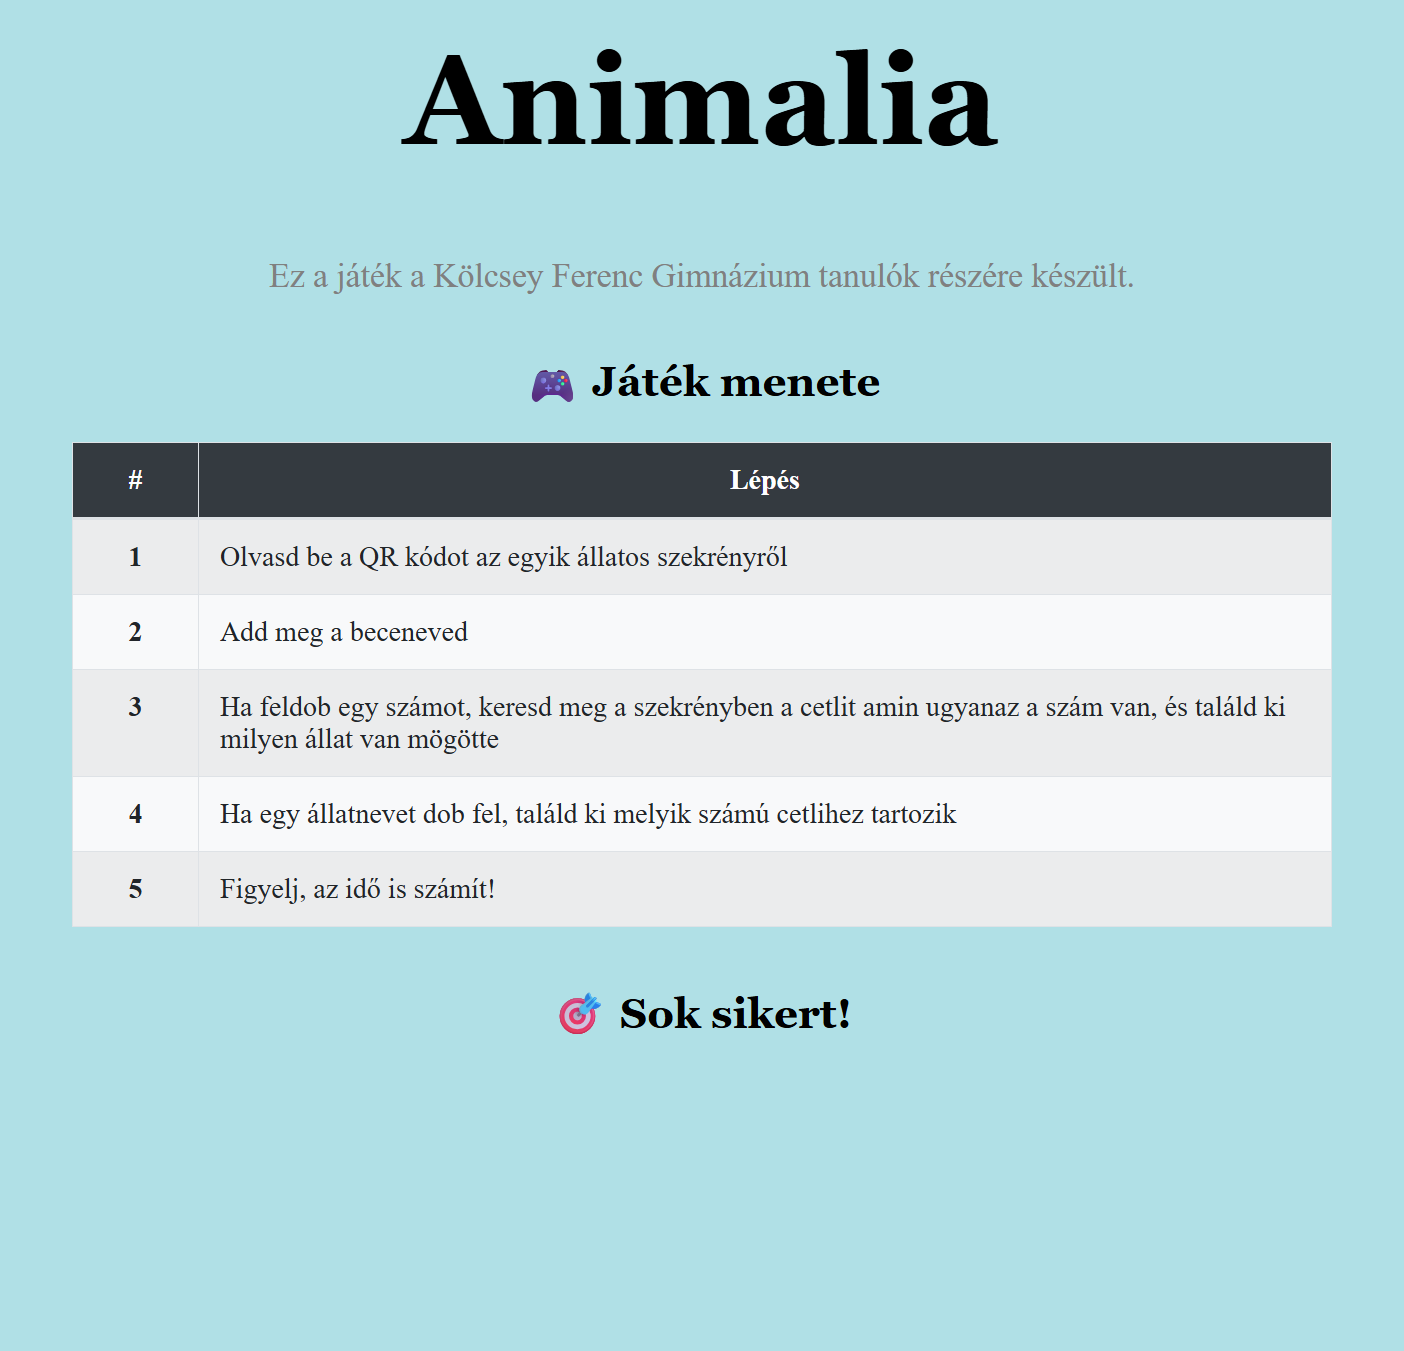 Animalia
Ez a játék a Kölcsey Ferenc Gimnázium tanulók részére készült.
🎮 Játék menete
# Lépés
1 Olvasd be a QR kódot az egyik állatos szekrényről
2 Add meg a beceneved
3 Ha feldob egy számot, keresd meg a szekrényben a cetlit amin ugyanaz a szám van, és találd ki
milyen állat van mögötte
4 Ha egy állatnevet dob fel, találd ki melyik számú cetlihez tartozik
5 Figyelj, az idő is számít!
🎯 Sok sikert!